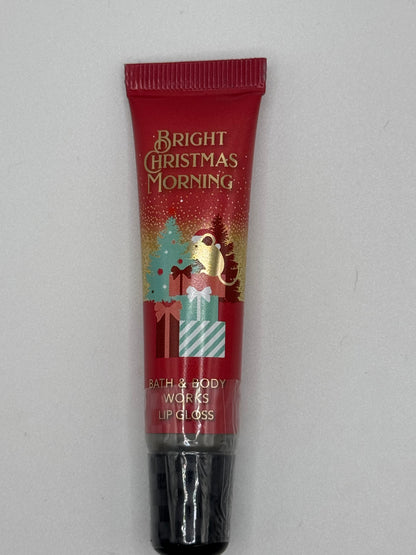 BRIGHT
CHRISTMAS
MORNING
BATH & BODY
WORKS
LIP GLOSS